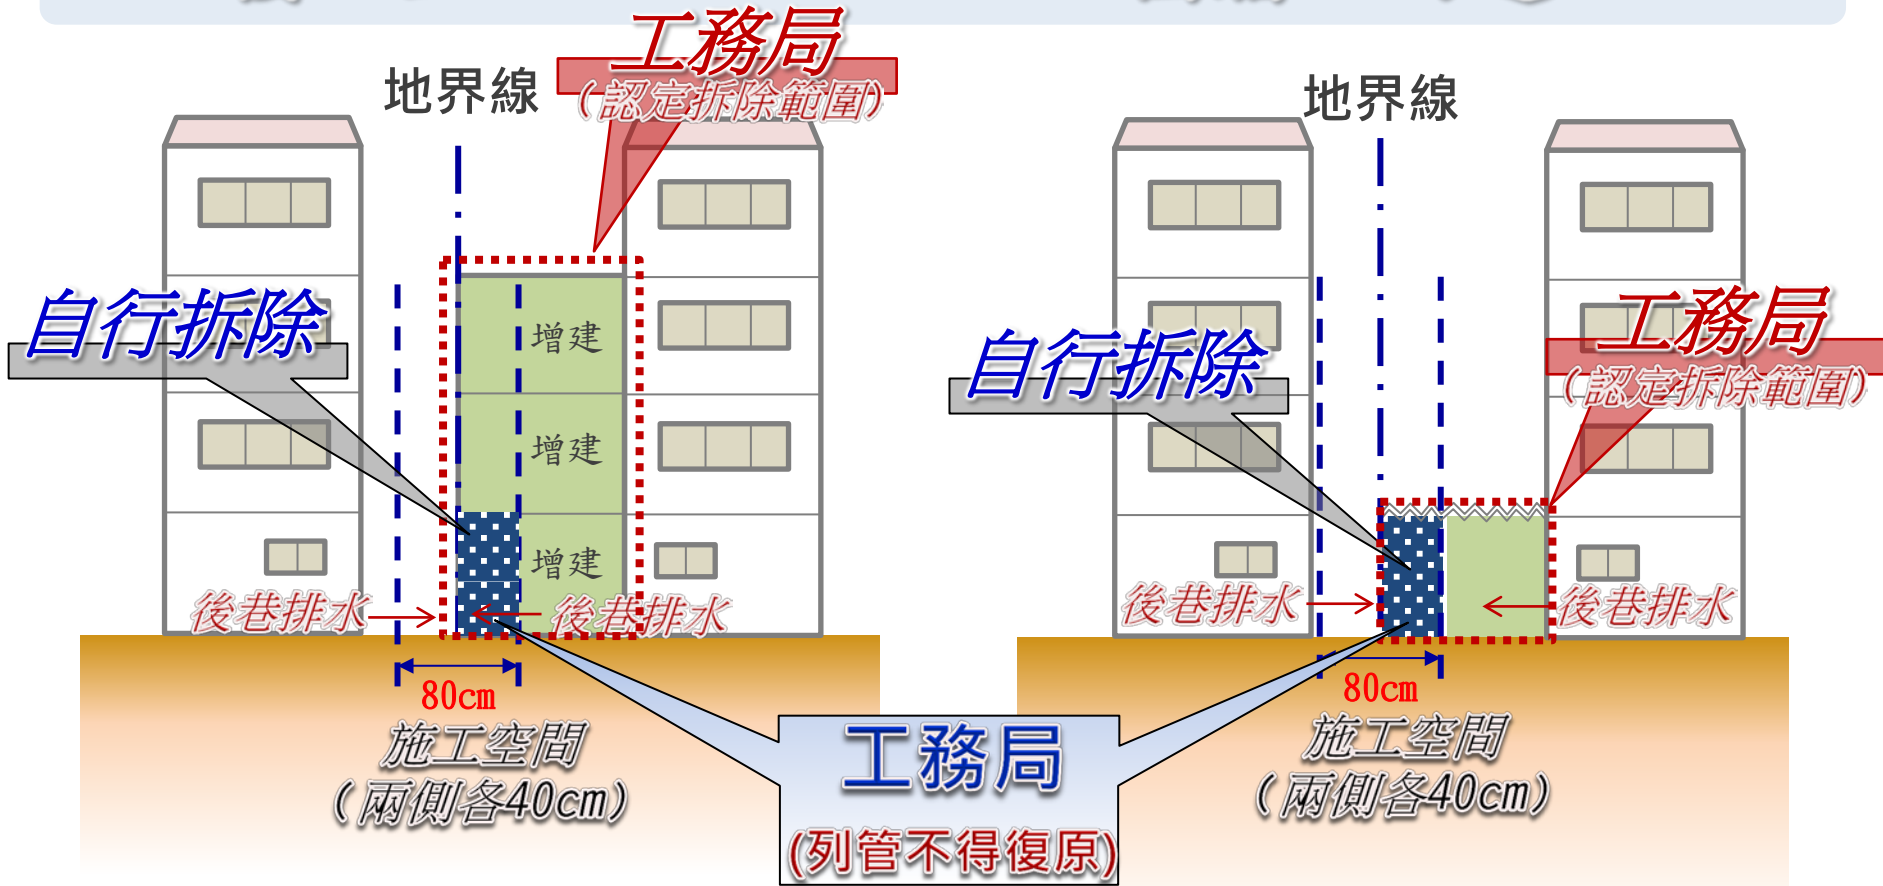 工務局
(認定拆除範圍)
地界線
自行拆除
增建
增建
增建
後巷排水
後巷排水
80cm
施工空間
(兩側各40cm)
地界線
工務局
(認定拆除範圍)
自行拆除
後巷排水
後巷排水
80cm
施工空間
(兩側各40cm)
工務局
(列管不得復原)